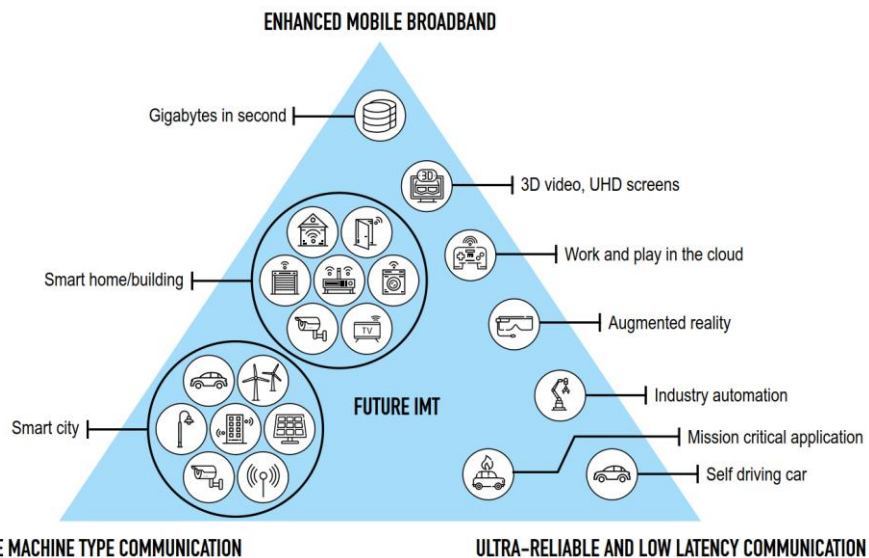 ENHANCED MOBILE BROADBAND
Gigabytes in second
3D
3D video, UHD screens
Work and play in the cloud
Smart home/building
TV
Augmented reality
FUTURE IMT
Industry automation
Smart city
Mission critical application
Self driving car
E MACHINE TYPE COMMUNICATION
ULTRA-RELIABLE AND LOW LATENCY COMMUNICATION